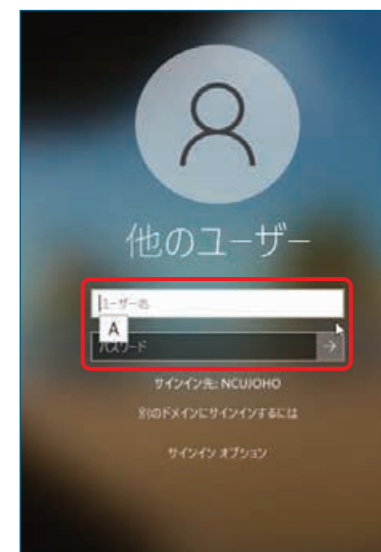 他のユーザー
ユーザー名
A
パスワード
サインイン先: NCUJOHO
別のドメインにサインインするには
サインイン オプション